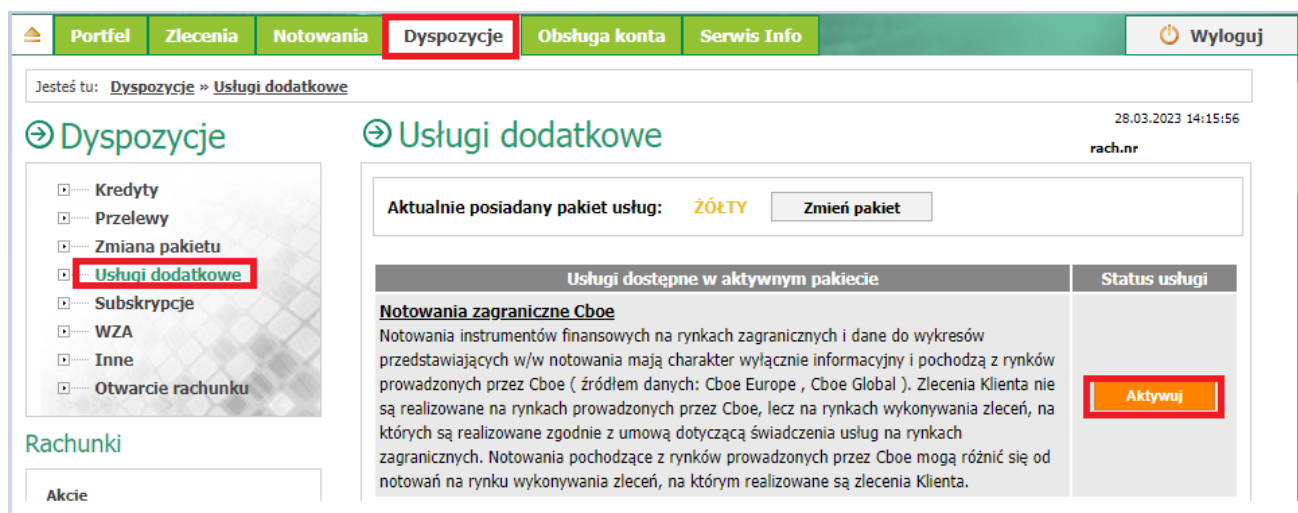 Portfel Zlecenia Notowania Dyspozycje Obsługa konta Serwis Info Wyloguj
Jesteś tu: Dyspozycje » Usługi dodatkowe
28.03.2023 14:15:56
rach.nr
Dyspozycje
Kredyty
Przelewy
Zmiana pakietu
Usługi dodatkowe
Subskrypcje
WZA
Inne
Otwarcie rachunku
Rachunki
Akcje
Usługi dodatkowe
Aktualnie posiadany pakiet usług: ŻÓŁTY Zmień pakiet
Usługi dostępne w aktywnym pakiecie Status usługi
Notowania zagraniczne Cboe
Notowania instrumentów finansowych na rynkach zagranicznych i dane do wykresów
przedstawiających w/w notowania mają charakter wyłącznie informacyjny i pochodzą z rynków
prowadzonych przez Cboe ( źródłem danych: Cboe Europe , Cboe Global ). Zlecenia Klienta nie
są realizowane na rynkach prowadzonych przez Cboe, lecz na rynkach wykonywania zleceń, na
których są realizowane zgodnie z umową dotyczącą świadczenia usług na rynkach
zagranicznych. Notowania pochodzące z rynków prowadzonych przez Cboe mogą różnić się od
notowań na rynku wykonywania zleceń, na którym realizowane są zlecenia Klienta.
Aktywuj